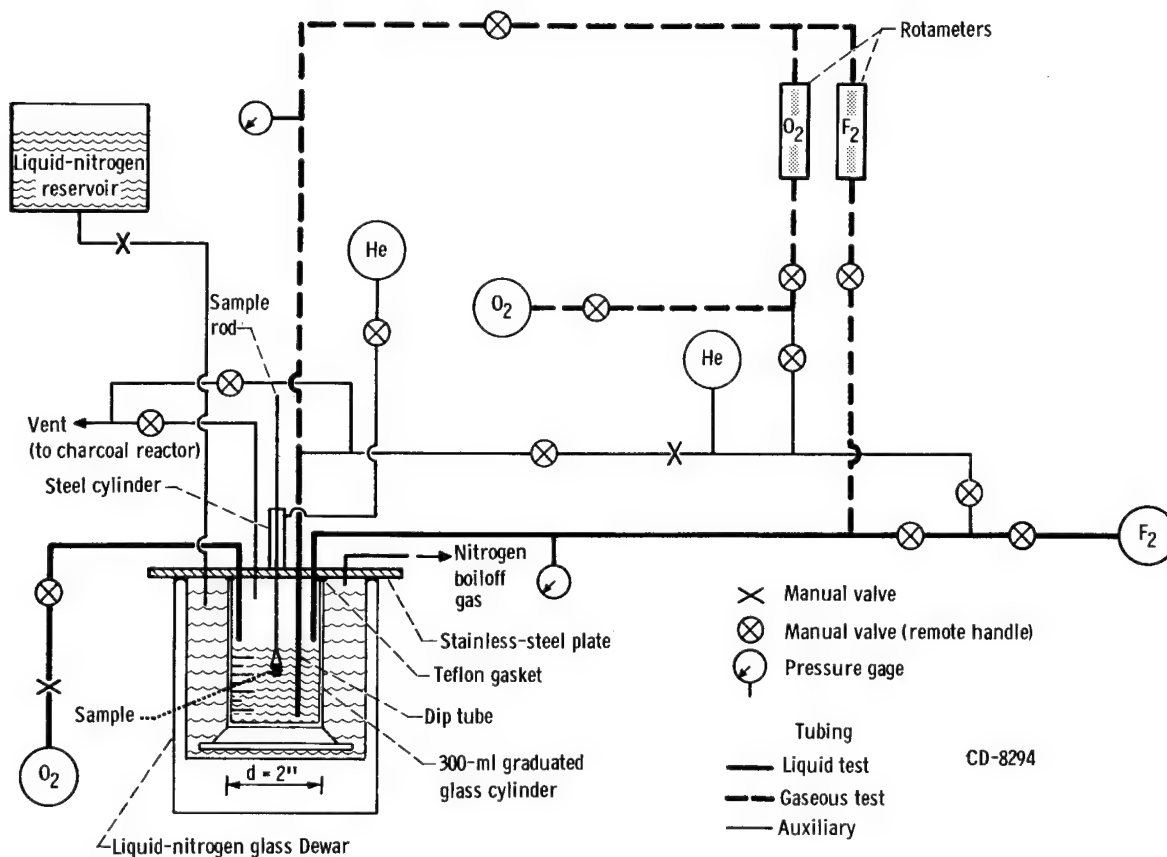 Rotameters
O2
F2
Liquid-nitrogen
reservoir
He
Sample
rod
O2
He
Vent
(to charcoal reactor)
Steel cylinder
F2
Nitrogen
boiloff
gas
Manual valve
Manual valve (remote handle)
Pressure gage
Stainless-steel plate
Teflon gasket
Sample
Dip tube
Tubing
O2
300-ml graduated
glass cylinder
d = 2"
Liquid test
CD-8294
Gaseous test
Auxiliary
Liquid-nitrogen glass Dewar